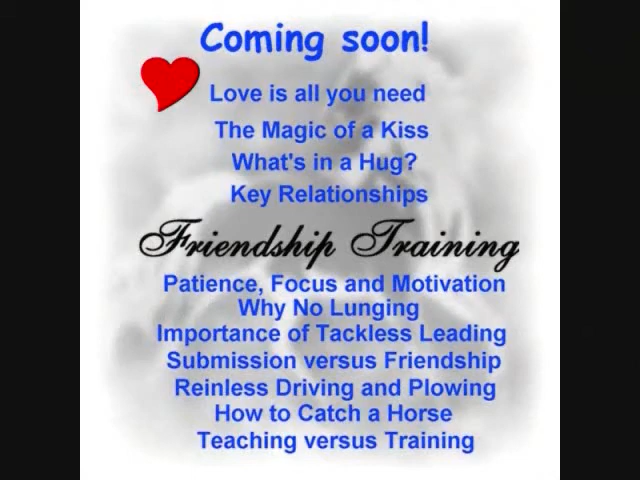 Coming soon!
Love is all you need
The Magic of a Kiss
What's in a Hug?
Key Relationships
Friendship Training
Patience, Focus and Motivation
Why No Lunging
Importance of Tackless Leading
Submission versus Friendship
Reinless Driving and Plowing
How to Catch a Horse
Teaching versus Training